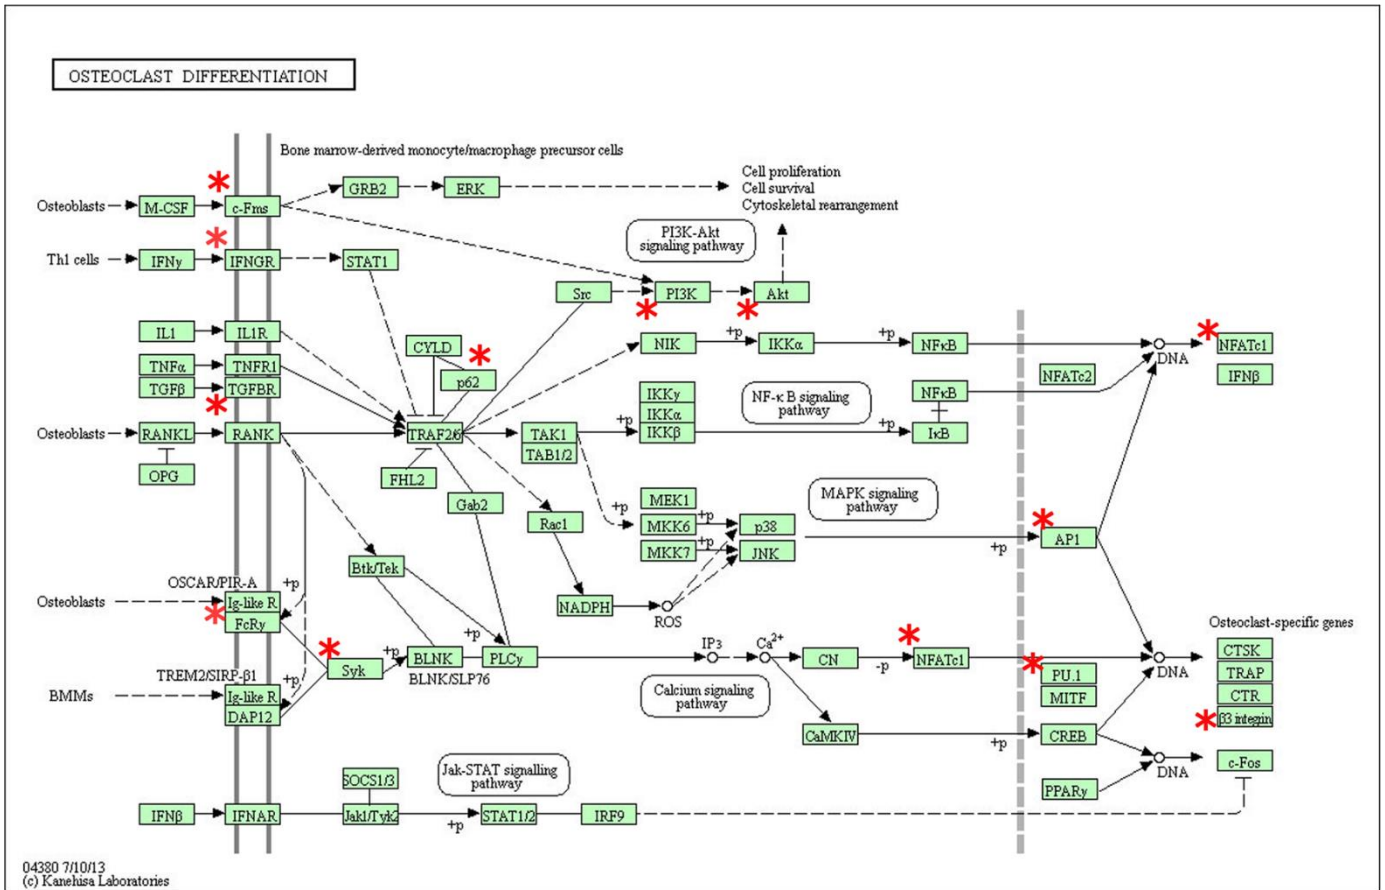 OSTEOCLAST DIFFERENTIATION
Bone marrow-derived monocyte/macrophage precursor cells
Osteoblasts
M-CSF
c-Fms
GRB2
ERK
Cell proliferation
Cell survival
Cytoskeletal rearrangement
PI3K-Akt
signaling pathway
Th1 cells
IFNγ
IFNGR
STAT1
Src
PI3K
Akt
IL1
IL1R
TNFα
TNFR1
TGFβ
TGFBR
CYLD
p62
NIK
+p
IKKα
+p
NFκB
DNA
NFATc1
IFNβ
NFATc2
IKKγ
IKKα
IKKβ
NF-κ B signaling
pathway
NFκB
IκB
Osteoblasts
RANKL
RANK
TRAF2/6
TAK1
TAB1/2
+p
+p
OPG
FHL2
Gab2
Rac1
+p
MEK1
MKK6
+p
p38
MKK7
+p
JNK
MAPK signaling
pathway
+p
AP1
Btk/Tek
NADPH
ROS
OSCAR/PIR-A
+p
Osteoblasts
Ig-like R
FcRγ
TREM2/SIRP-β1
+p
BMMs
Ig-like R
DAP12
Syk
+p
BLNK
BLNK/SLP76
+p
PLCγ
IP3
Ca2+
CN
-p
NFATc1
Calcium signaling
pathway
PU.1
MITF
DNA
Osteoclast-specific genes
CTSK
TRAP
CTR
β3 integrin
CaMKIV
+p
CREB
PPARγ
DNA
c-Fos
Jak-STAT signalling
pathway
SOCS1/3
IFNβ
IFNAR
Jak1/Tyk2
+p
STAT1/2
IRF9
04380 7/10/13
(c) Kanehisa Laboratories